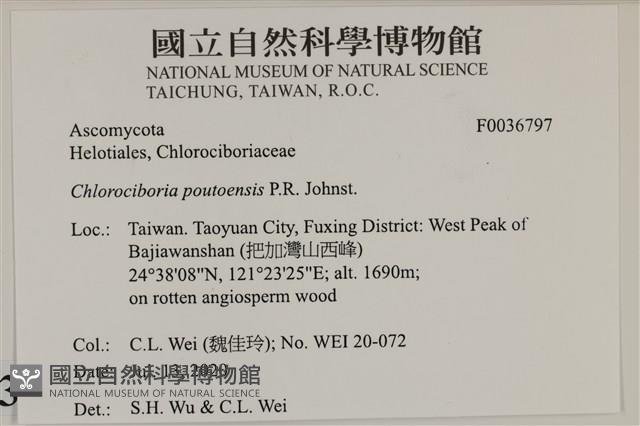 國立自然科學博物館
NATIONAL MUSEUM OF NATURAL SCIENCE
TAICHUNG, TAIWAN, R.O.C.
Ascomycota F0036797
Helotiales, Chlorociboriaceae
Chlorociboria poutoensis P.R. Johnst.
Loc.: Taiwan. Taoyuan City, Fuxing District: West Peak of
Bajiawanshan (把加灣山西峰)
24°38'08"N, 121°23'25"E; alt. 1690m;
on rotten angiosperm wood
Col.: C.L. Wei (魏佳玲); No. WEI 20-072
Date: 13, 2020
國立自然科學博物館
NATIONAL MUSEUM OF NATURAL SCIENCE
Det.: S.H. Wu & C.L. Wei
3